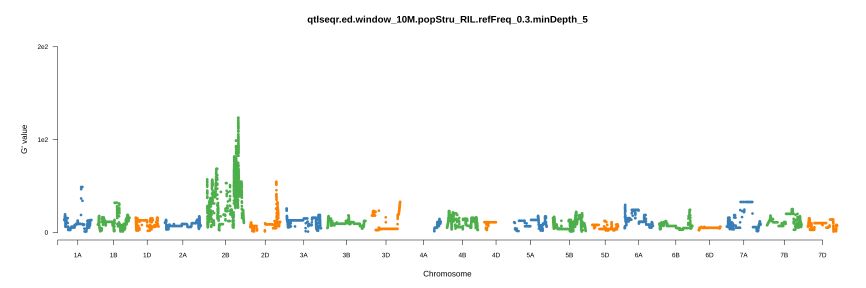 qtlseqr.ed.window_10M.popStru_RIL.refFreq_0.3.minDepth_5
2e2
1e2
0
G' value
1A 1B 1D 2A 2B 2D 3A 3B 3D 4A 4B 4D 5A 5B 5D 6A 6B 6D 7A 7B 7D
Chromosome